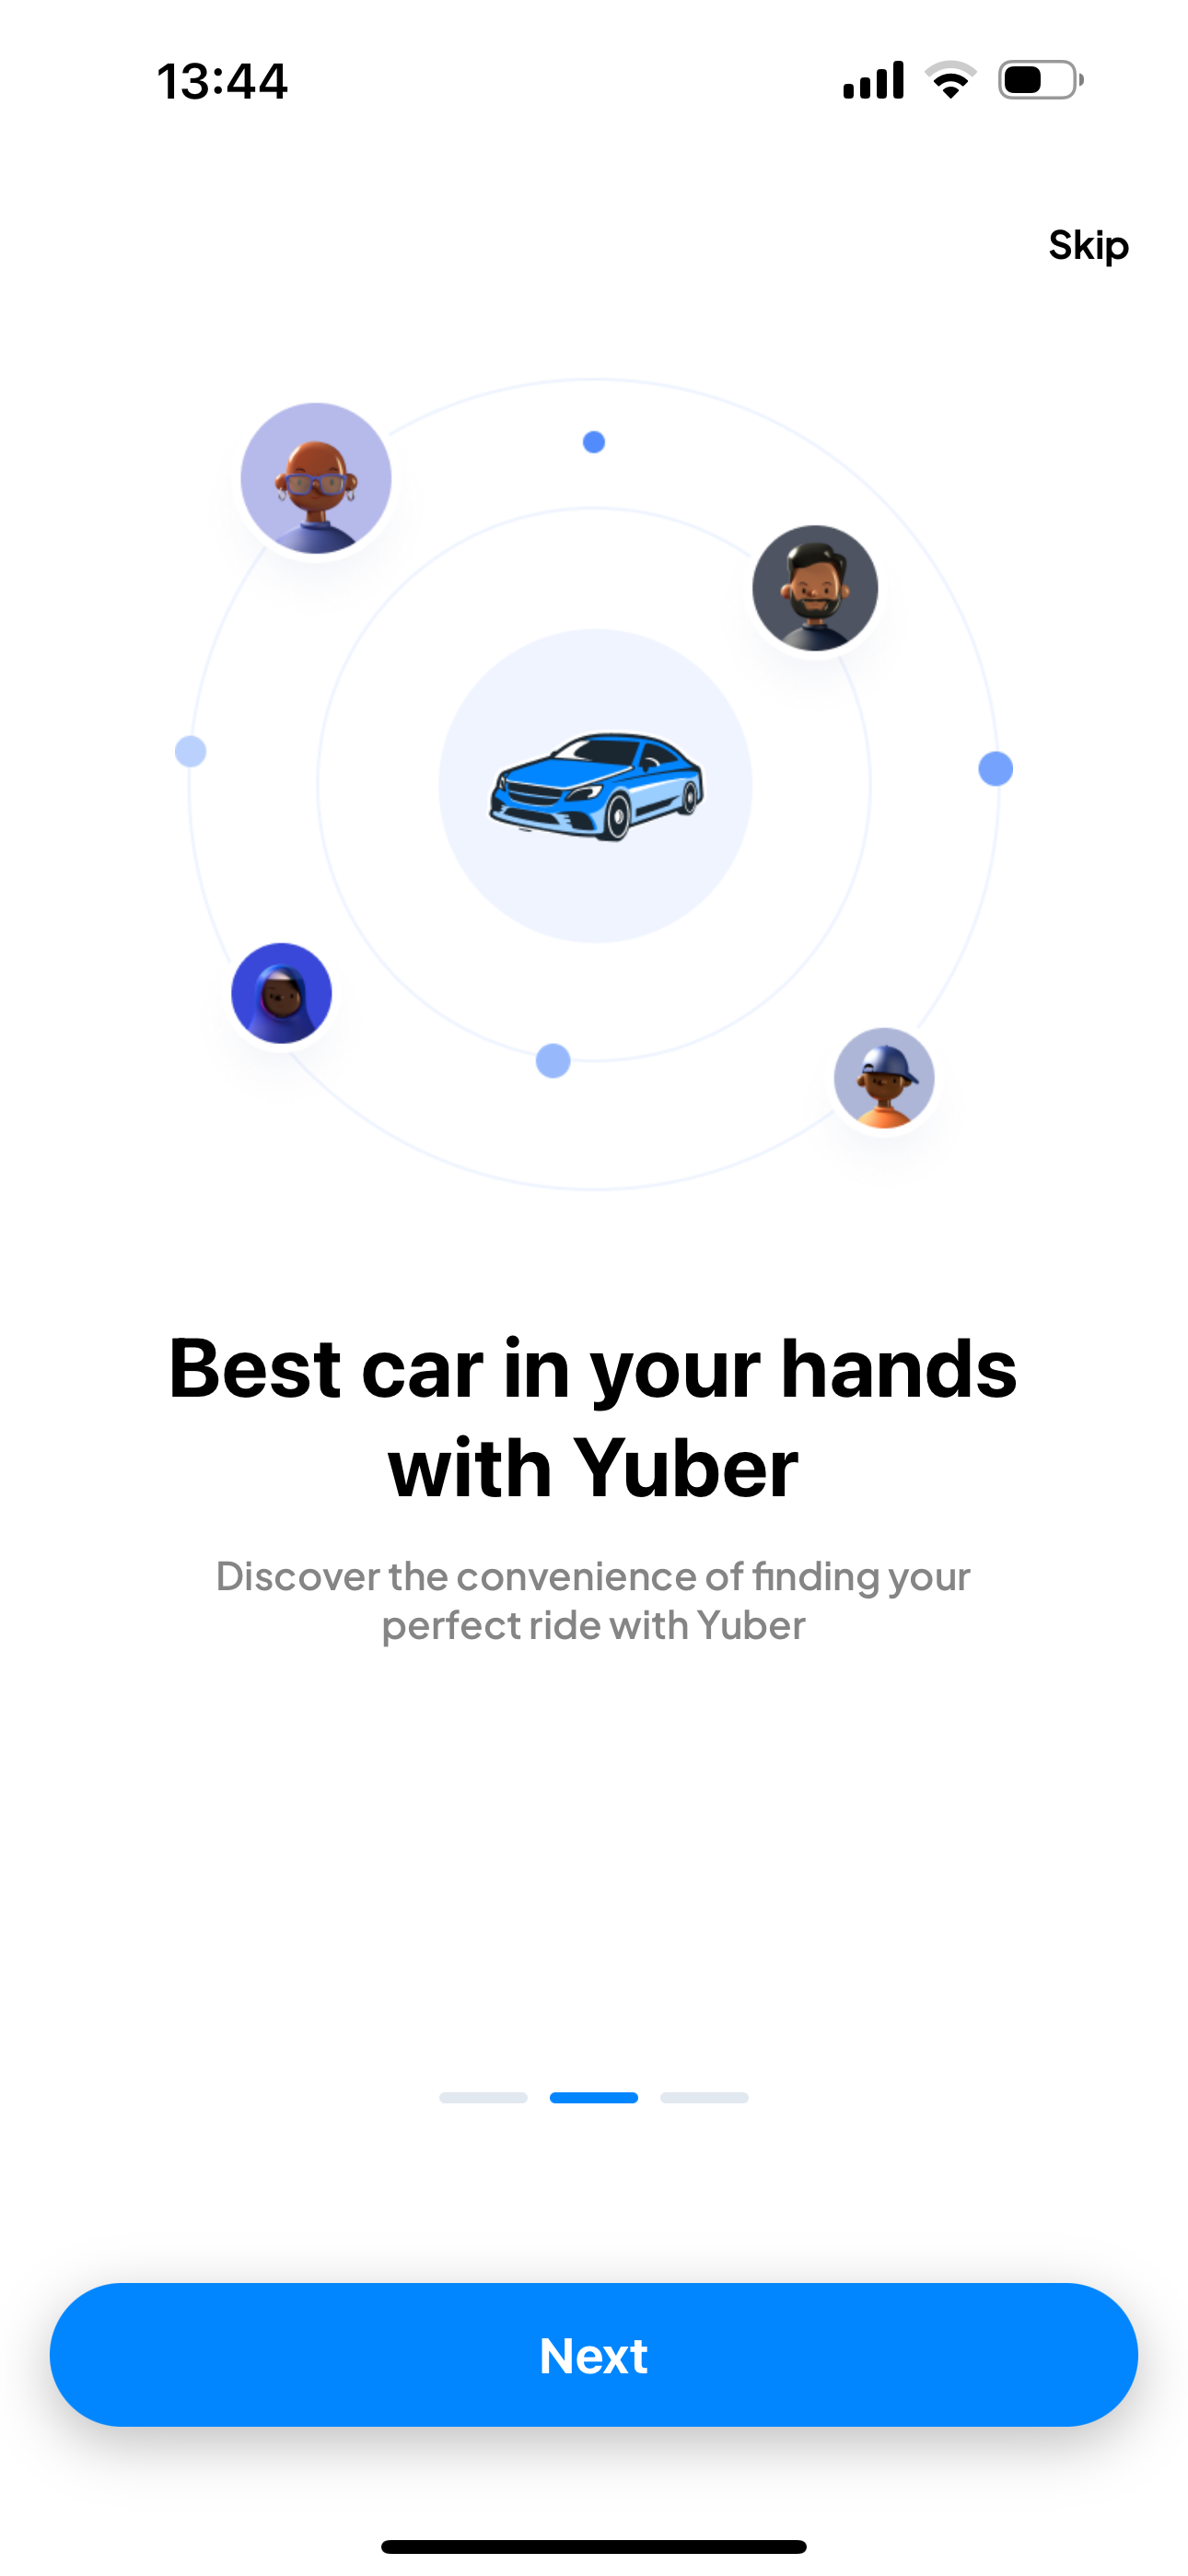 13:44
Skip
Best car in your hands
with Yuber
Discover the convenience of finding your
perfect ride with Yuber
Next